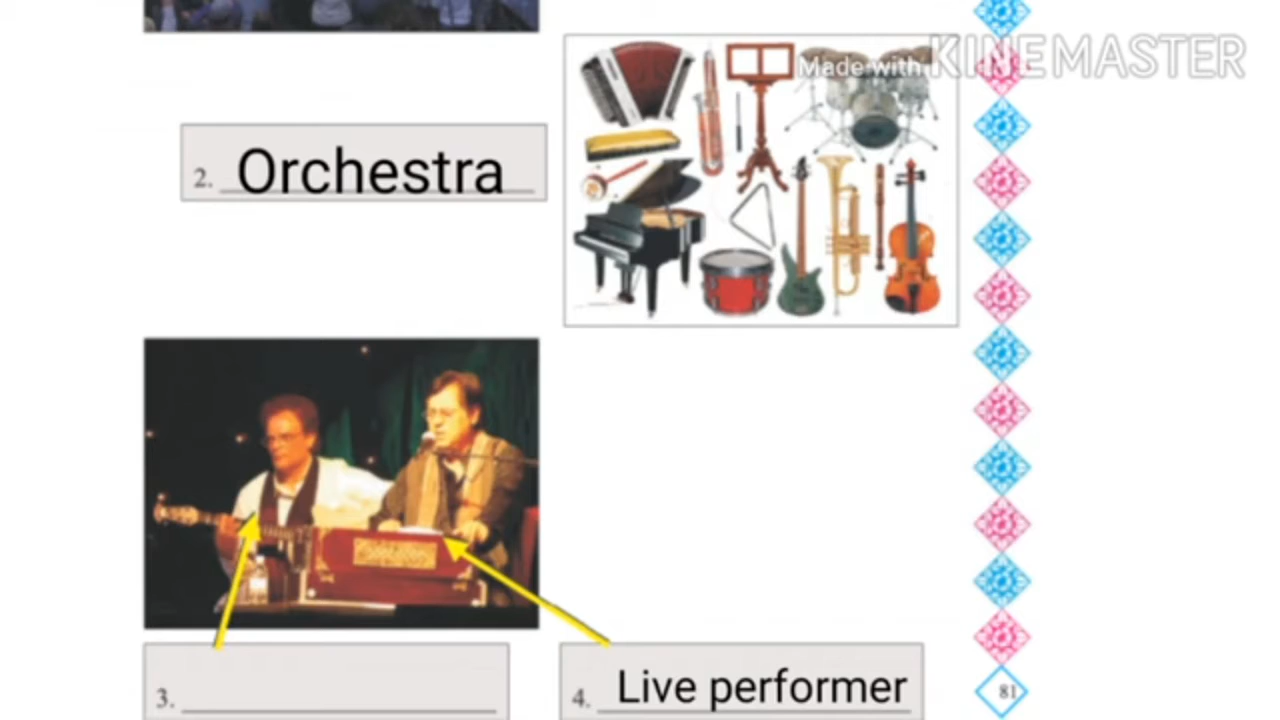 Made with KINEMASTER
2. Orchestra
3.
4. Live performer
81